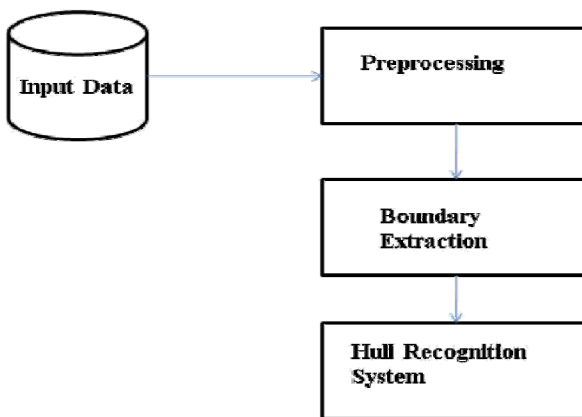 Input Data
Preprocessing
Boundary
Extraction
Hull Recognition
System